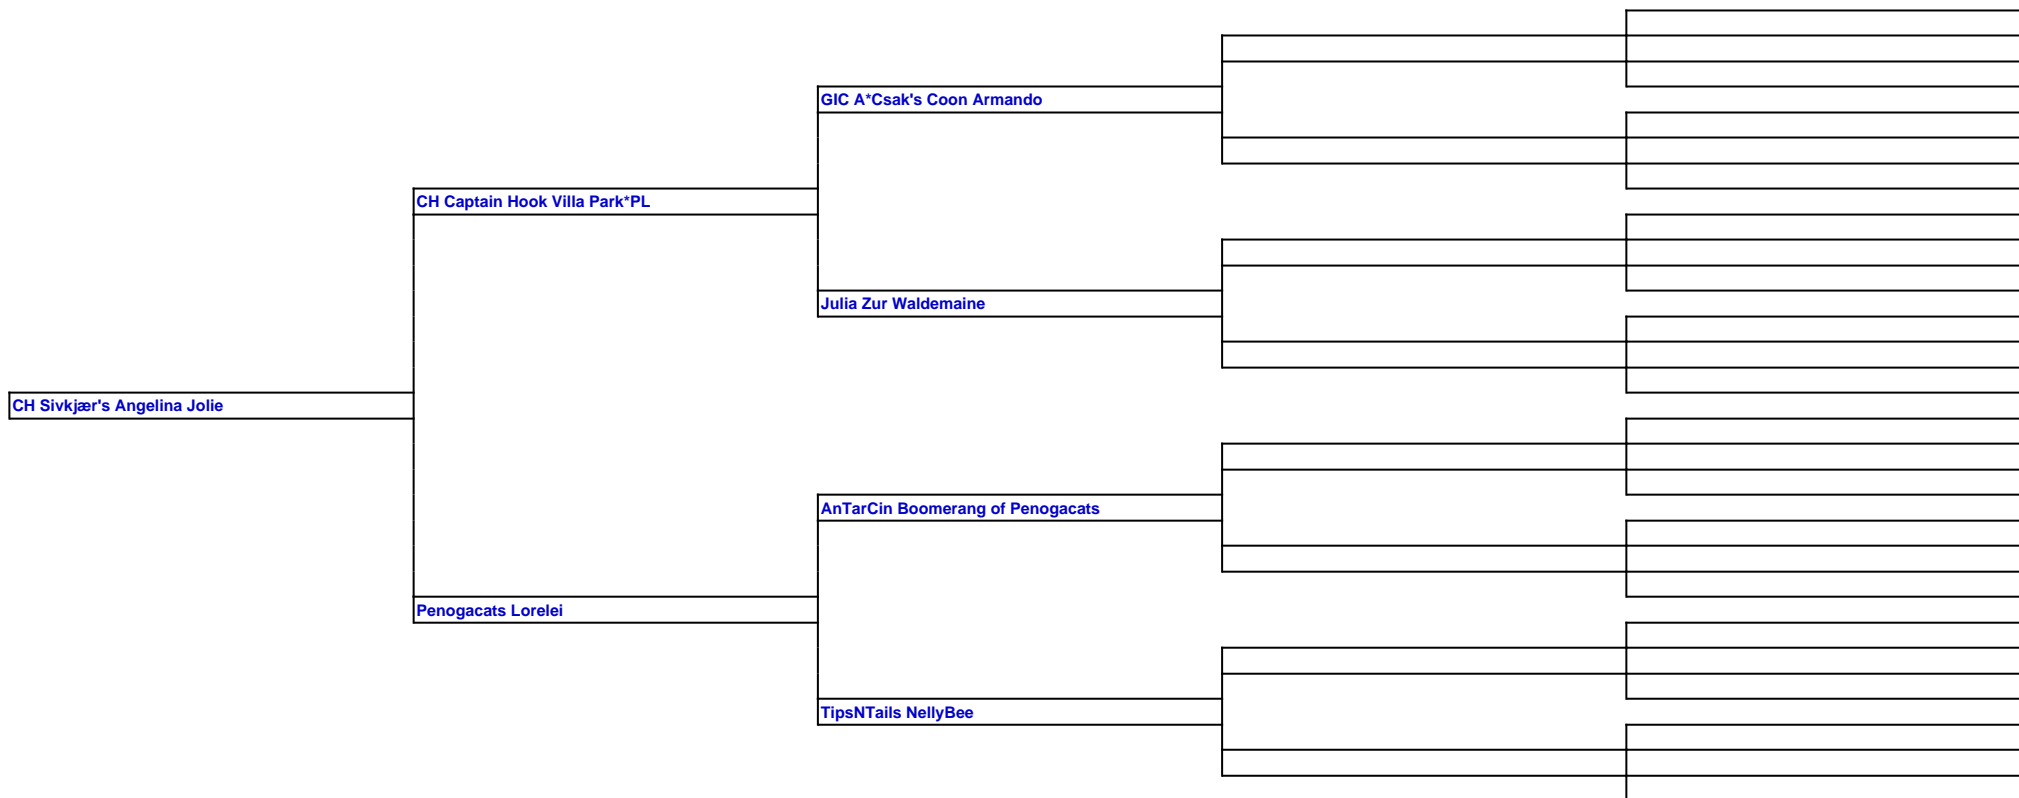 GIC A*Csak's Coon Armando
CH Captain Hook Villa Park*PL
Julia Zur Waldemaine
CH Sivkjær's Angelina Jolie
AnTarCin Boomerang of Penogacats
Penogacats Lorelei
TipsNTails NellyBee